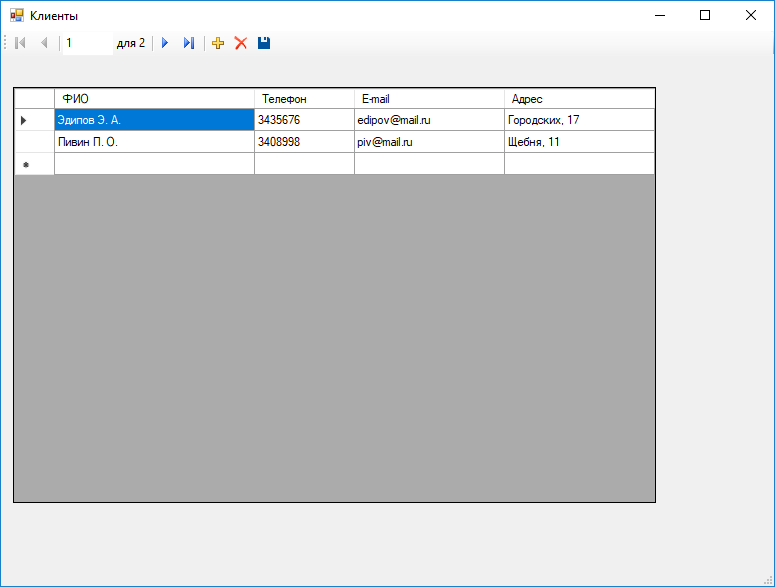 Клиенты
1 для 2
ФИО Телефон E-mail Адрес
Эдипов Э. А. 3435676 edipov@mail.ru Городских, 17
Пивин П. О. 3408998 piv@mail.ru Щебня, 11